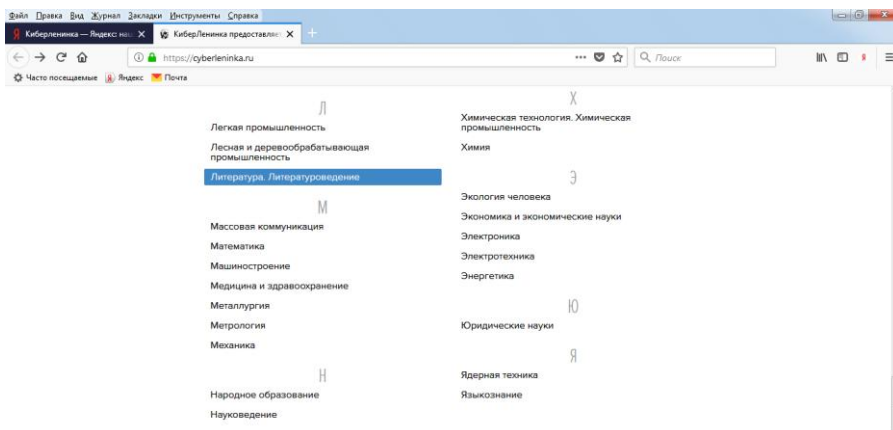 Файл Правка Вид Журнал Закладки Инструменты Справка
Киберленинка — Яндекс: наш
КиберЛенинка предоставляет
https://cyberleninka.ru
Поиск
Часто посещаемые Яндекс Почта
Л
Легкая промышленность
Лесная и деревообрабатывающая
промышленность
Литература. Литературоведение
М
Массовая коммуникация
Математика
Машиностроение
Медицина и здравоохранение
Металлургия
Метрология
Механика
Н
Народное образование
Науковедение
Х
Химическая технология. Химическая
промышленность
Химия
Э
Экология человека
Экономика и экономические науки
Электроника
Электротехника
Энергетика
Ю
Юридические науки
Я
Ядерная техника
Языкознание